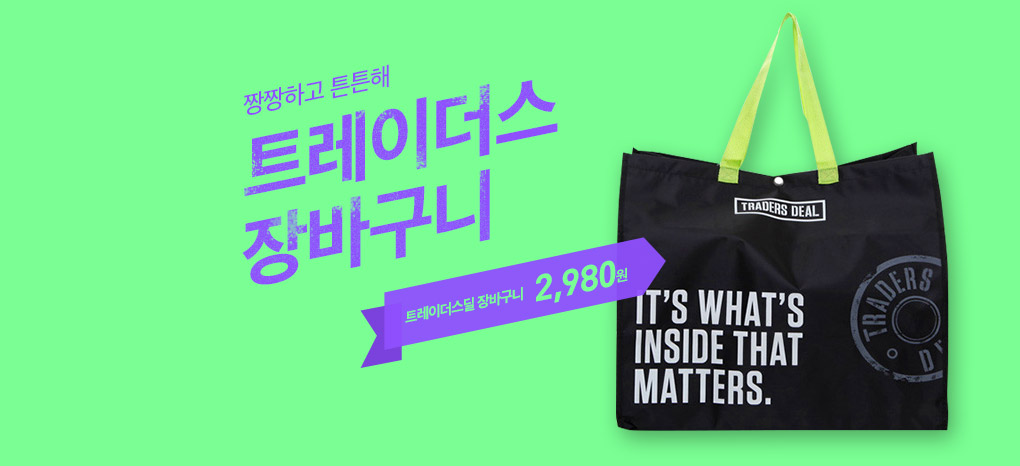 짱짱하고 튼튼해
트레이더스
장바구니
트레이더스딜 장바구니 2,980원
TRADERS DEAL
IT'S WHAT'S
INSIDE THAT
MATTERS.
TRADERS